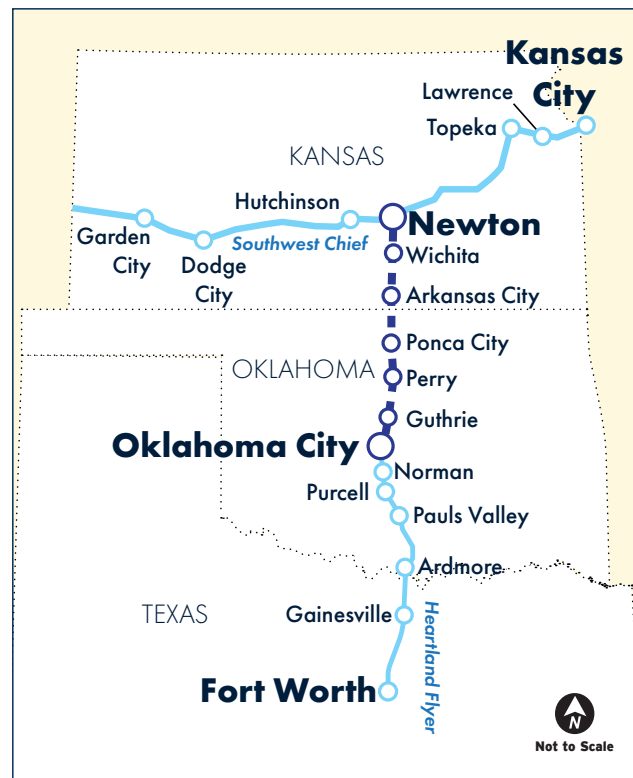 Kansas
City
Lawrence
Topeka
KANSAS
Hutchinson
Newton
Garden
City
Southwest Chief
Dodge
City
Wichita
Arkansas City
Ponca City
OKLAHOMA
Perry
Guthrie
Oklahoma City
Norman
Purcell
Pauls Valley
Ardmore
TEXAS
Gainesville
Heartland Flyer
Fort Worth
N
Not to Scale